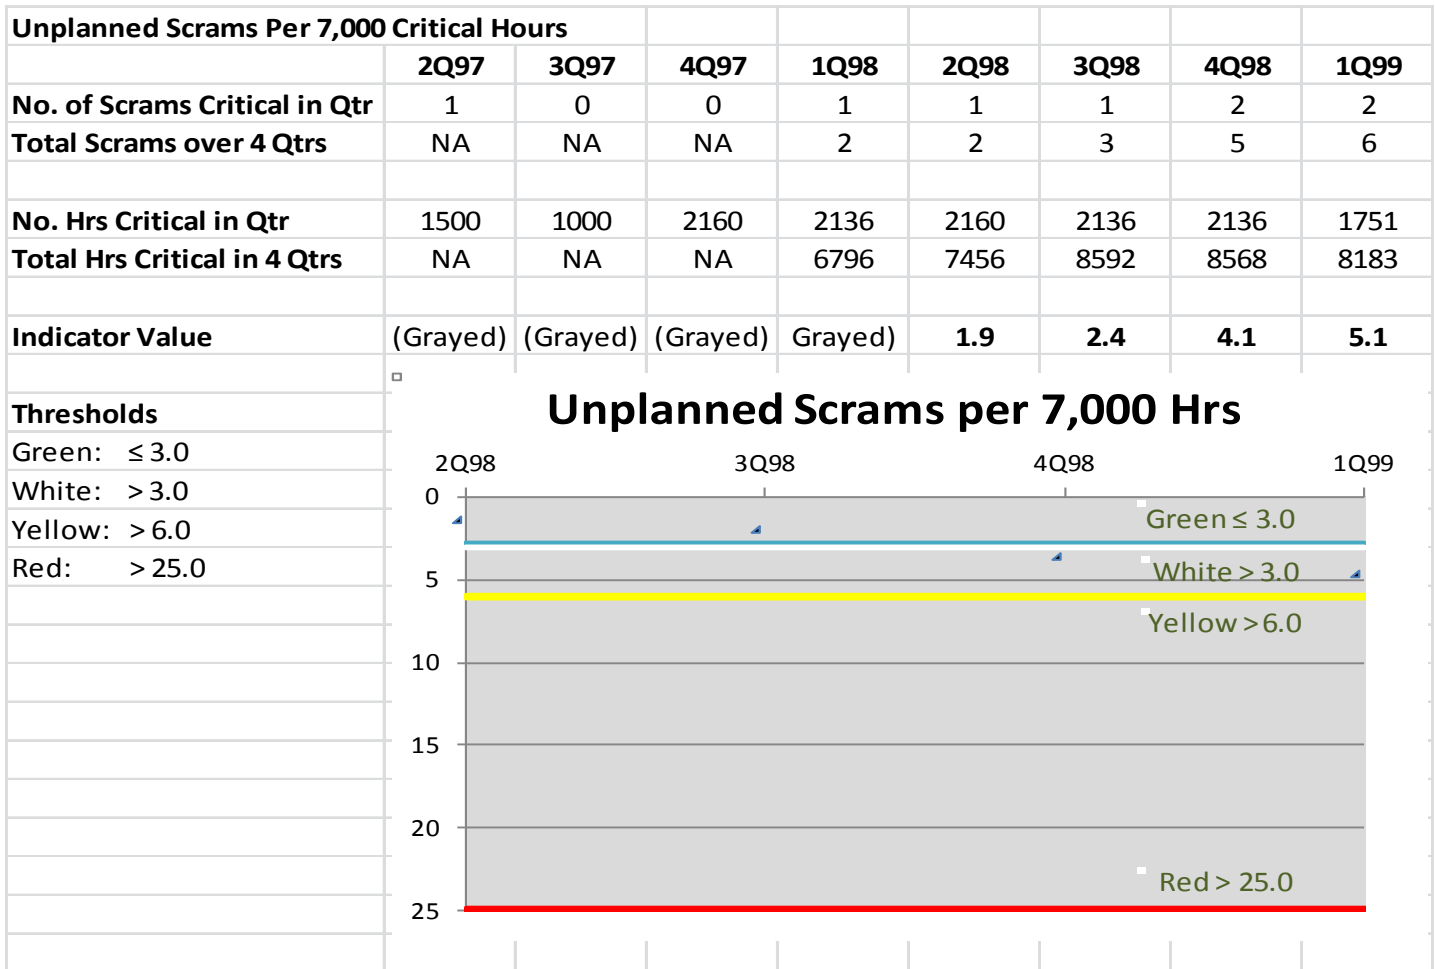 Unplanned Scrams Per 7,000 Critical Hours
2Q97 3Q97 4Q97 1Q98 2Q98 3Q98 4Q98 1Q99
No. of Scrams Critical in Qtr 1 0 0 1 1 1 2 2
Total Scrams over 4 Qtrs NA NA NA 2 2 3 5 6
No. Hrs Critical in Qtr 1500 1000 2160 2136 2160 2136 2136 1751
Total Hrs Critical in 4 Qtrs NA NA NA 6796 7456 8592 8568 8183
Indicator Value (Grayed) (Grayed) (Grayed) Grayed) 1.9 2.4 4.1 5.1
Thresholds
Green: ≤ 3.0
White: > 3.0
Yellow: > 6.0
Red: > 25.0
Unplanned Scrams per 7,000 Hrs
2Q98 3Q98 4Q98 1Q99
0
Green ≤ 3.0
White > 3.0
5
Yellow > 6.0
10
15
20
Red > 25.0
25